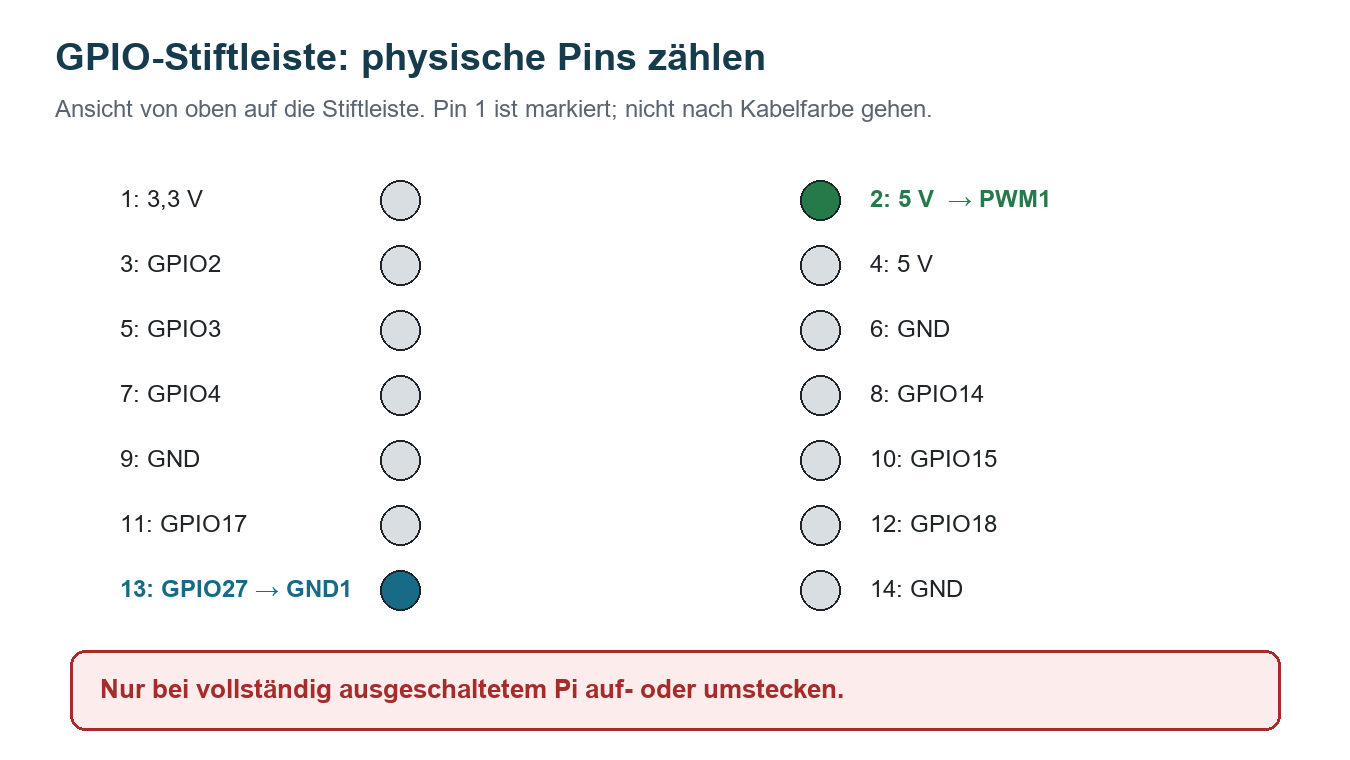 GPIO-Stiftleiste: physische Pins zählen
Ansicht von oben auf die Stiftleiste. Pin 1 ist markiert; nicht nach Kabelfarbe gehen.
1: 3,3 V
2: 5 V → PWM1
3: GPIO2
4: 5 V
5: GPIO3
6: GND
7: GPIO4
8: GPIO14
9: GND
10: GPIO15
11: GPIO17
12: GPIO18
13: GPIO27 → GND1
14: GND
Nur bei vollständig ausgeschaltetem Pi auf- oder umstecken.